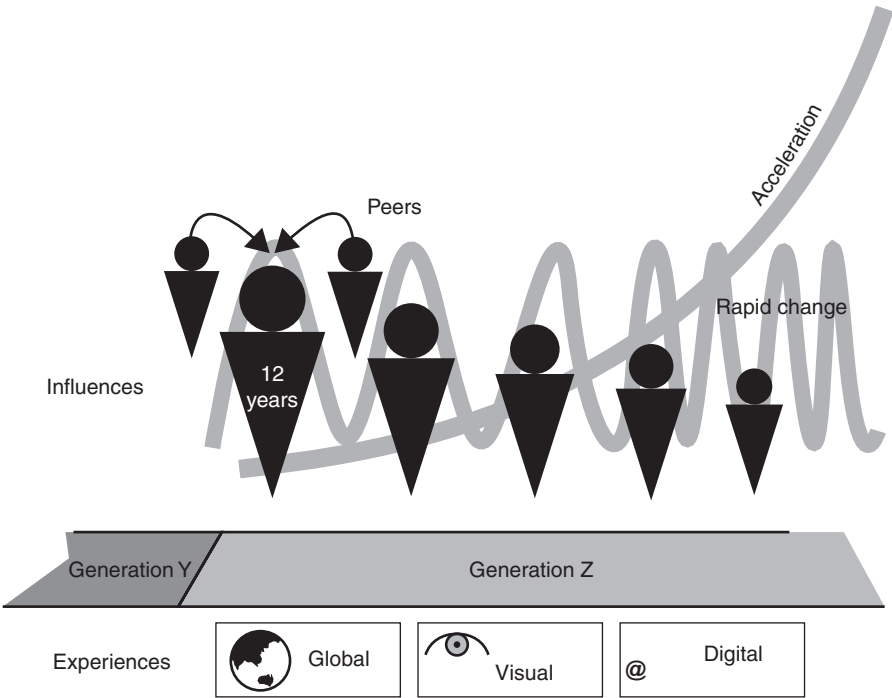 Acceleration
Peers
Rapid change
Influences
12
years
Generation Y
Generation Z
Experiences
Global
Visual
@
Digital